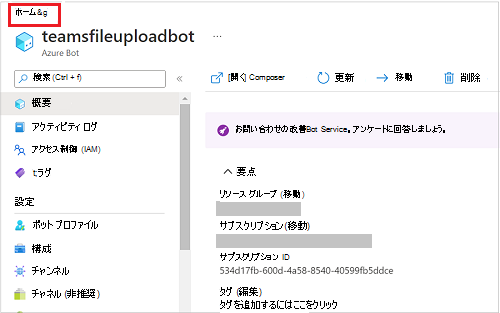 ホーム&g
teamsfileuploadbot
...
Azure Bot
検索 (Ctrl + f)
«
[開く Composer
更新
移動
削除
概要
アクティビティ ログ
アクセス制御 (IAM)
tラグ
設定
ボット プロファイル
構成
チャンネル
チャネル (非推奨)
お問い合わせの改善Bot Service。アンケートに回答しましょう。
要点
リソース グループ (移動)
サブスクリプション (移動)
サブスクリプション ID
534d17fb-600d-4a58-8540-40599fb5ddce
タグ (編集)
タグを追加するにはここをクリック